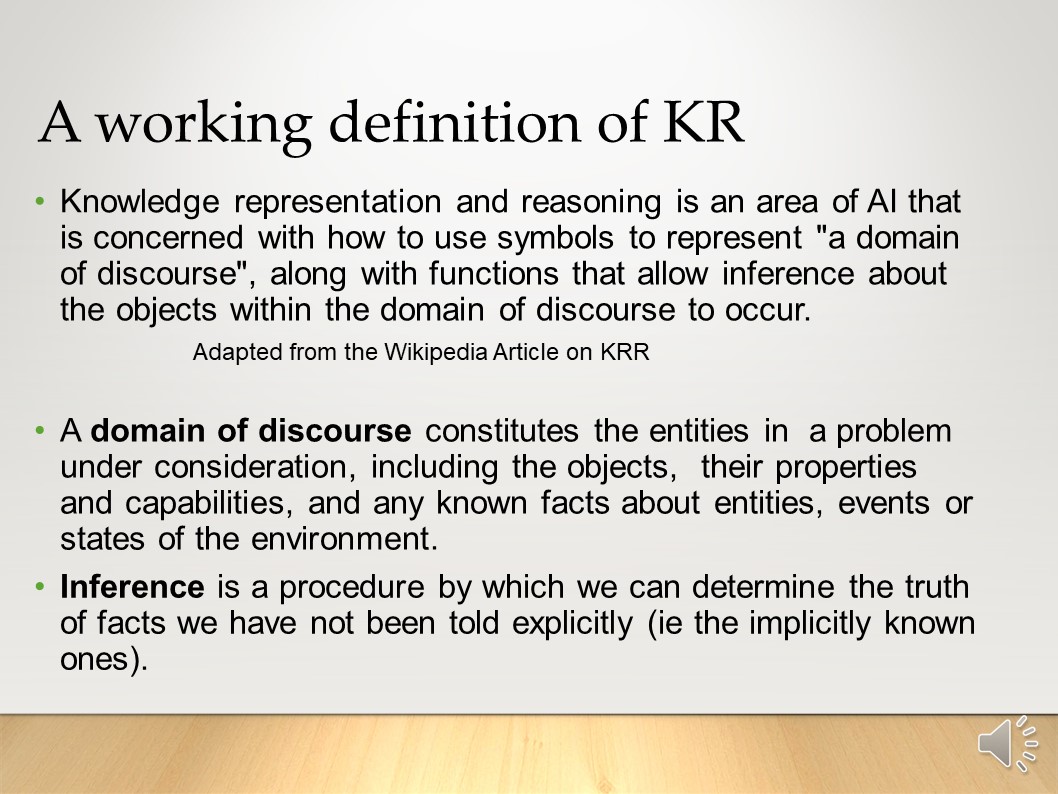 A working definition of KR
• Knowledge representation and reasoning is an area of AI that
is concerned with how to use symbols to represent "a domain
of discourse", along with functions that allow inference about
the objects within the domain of discourse to occur.
Adapted from the Wikipedia Article on KRR
• A domain of discourse constitutes the entities in a problem
under consideration, including the objects, their properties
and capabilities, and any known facts about entities, events or
states of the environment.
• Inference is a procedure by which we can determine the truth
of facts we have not been told explicitly (ie the implicitly known
ones).